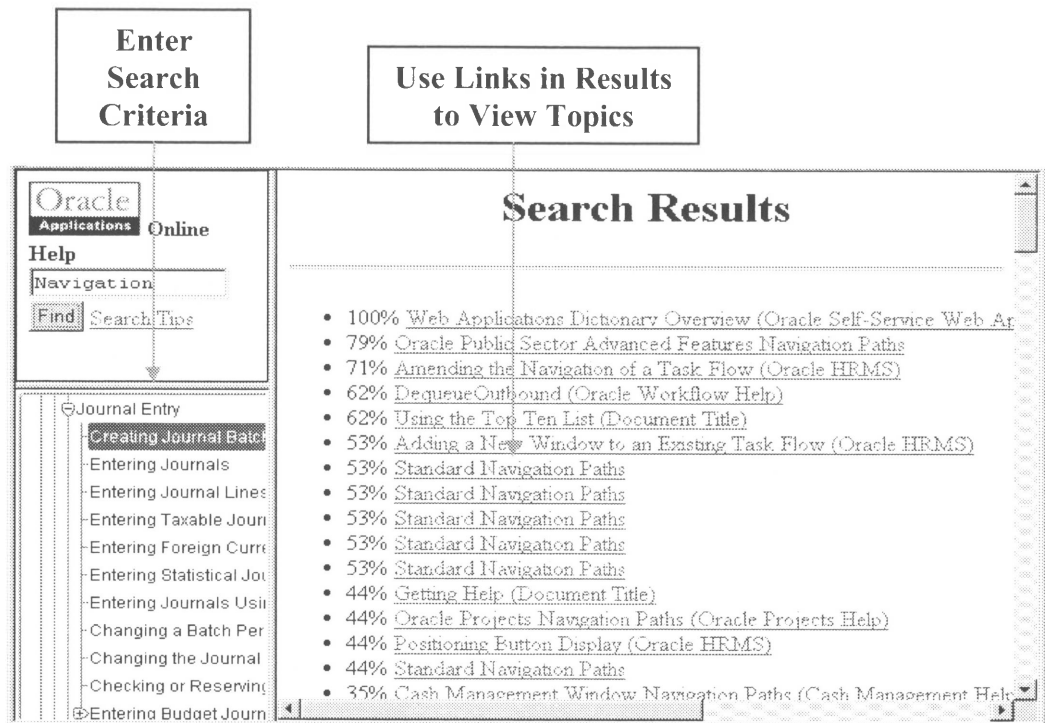 Enter
Search
Criteria
Use Links in Results
to View Topics
Oracle
Applications Online
Help
Navigation
Find Search Tips
Journal Entry
Creating Journal Batch
Entering Journals
Entering Journal Lines
Entering Taxable Jour
Entering Foreign Curre
Entering Statistical Jou
Entering Journals Usi
Changing a Batch Per
Changing the Journal
Checking or Reserving
Entering Budget Journ
Search Results
• 100% Web Applications Dictionary Overview (Oracle Self-Service Web Ap
• 79% Oracle Public Sector Advanced Features Navigation Paths
• 71% Amending the Navigation of a Task Flow (Oracle HRMS)
• 62% DequeueOutbound (Oracle Workflow Help)
• 62% Using the Top Ten List (Document Title)
• 53% Adding a New Window to an Existing Task Flow (Oracle HRMS)
• 53% Standard Navigation Paths
• 53% Standard Navigation Paths
• 53% Standard Navigation Paths
• 53% Standard Navigation Paths
• 53% Standard Navigation Paths
• 44% Getting Help (Document Title)
• 44% Oracle Projects Navigation Paths (Oracle Projects Help)
• 44% Positioning Button Display (Oracle HRMS)
• 44% Standard Navigation Paths
• 35% Cash Management Window Navigation Paths (Cash Management Help